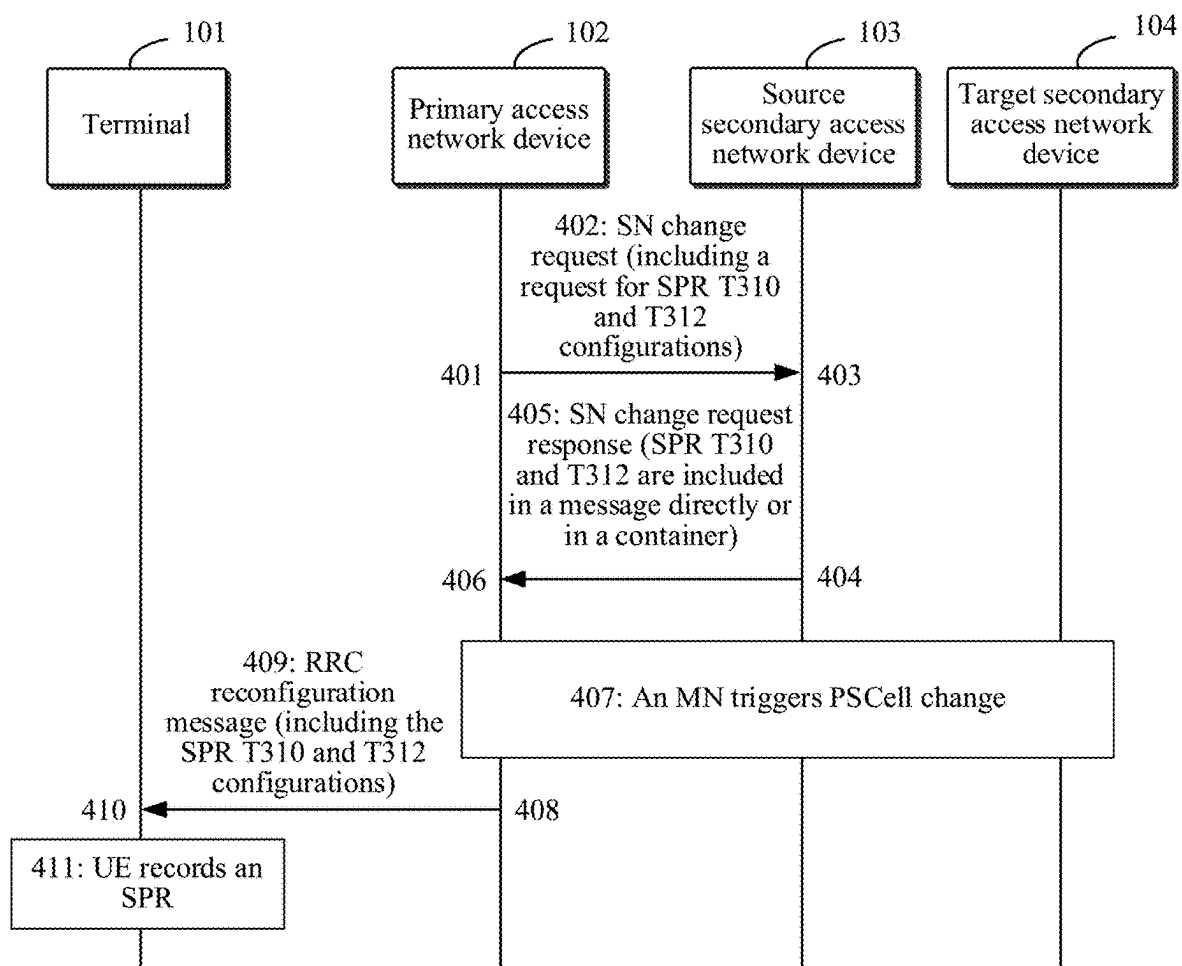 101
102
103
104
Terminal
Primary access
network device
Source
secondary access
network device
Target secondary
access network
device
402: SN change
request (including a
request for SPR T310
and T312
configurations)
401
403
405: SN change request
response (SPR T310
and T312 are included
in a message directly or
in a container)
406
404
407: An MN triggers PSCell change
409: RRC
reconfiguration
message (including the
SPR T310 and T312
configurations)
410
408
411: UE records an
SPR